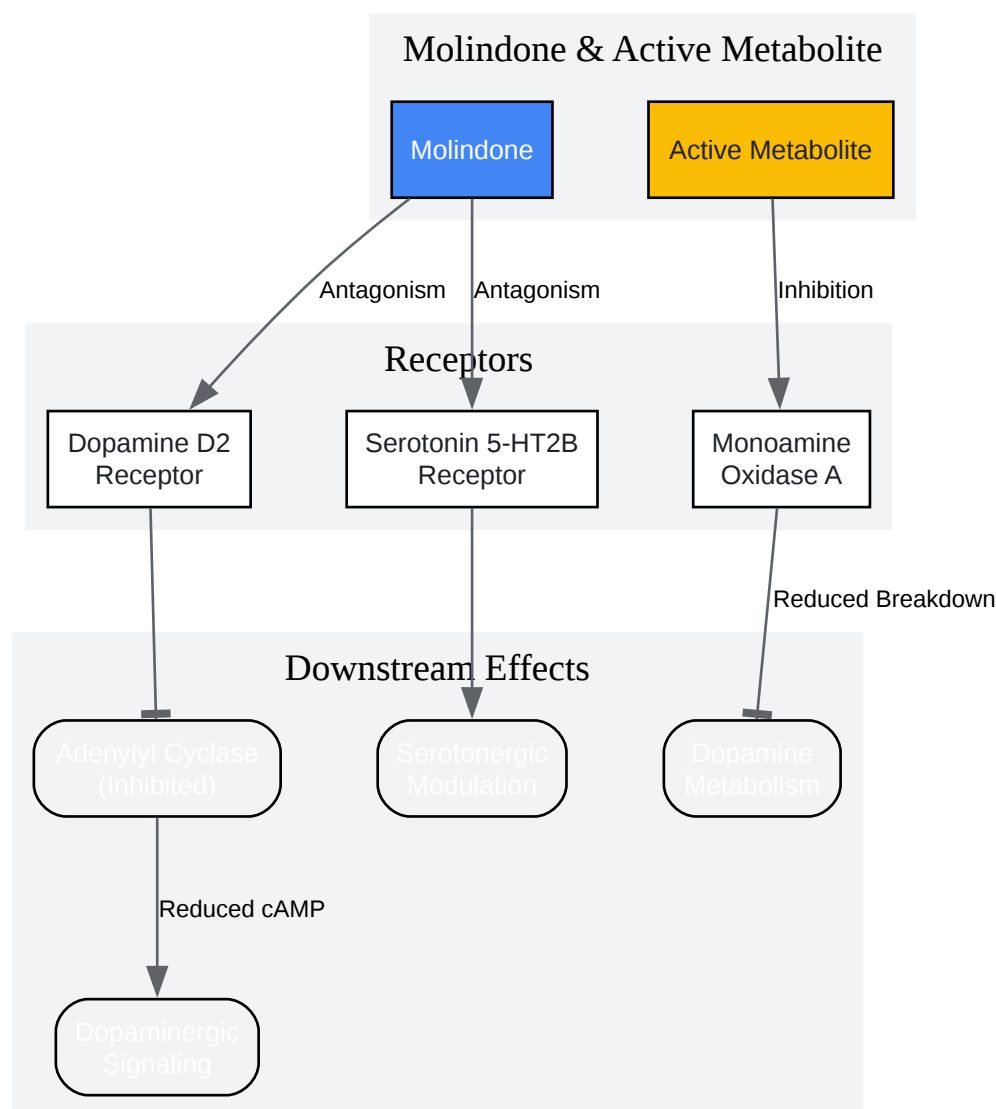 Molindone & Active Metabolite
Molindone
Active Metabolite
Antagonism
Antagonism
Inhibition
Receptors
Dopamine D2
Receptor
Serotonin 5-HT2B
Receptor
Monoamine
Oxidase A
Reduced Breakdown
Downstream Effects
Adenylyl Cyclase
(Inhibited)
Serotonergic
Modulation
Dopamine
Metabolism
Reduced cAMP
Dopaminergic
Signaling